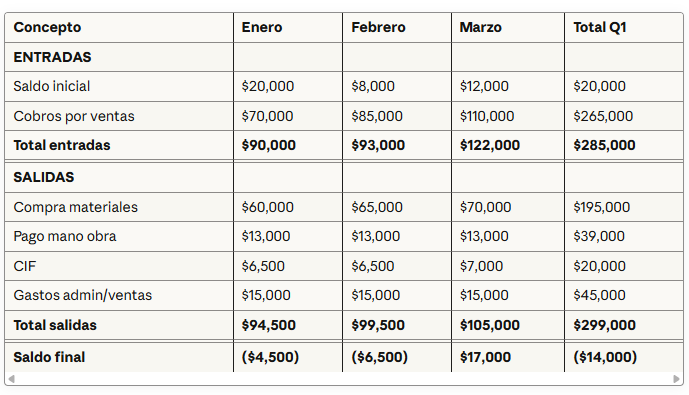 Concepto Enero Febrero Marzo Total Q1
ENTRADAS
Saldo inicial $20,000 $8,000 $12,000 $20,000
Cobros por ventas $70,000 $85,000 $110,000 $265,000
Total entradas $90,000 $93,000 $122,000 $285,000
SALIDAS
Compra materiales $60,000 $65,000 $70,000 $195,000
Pago mano obra $13,000 $13,000 $13,000 $39,000
CIF $6,500 $6,500 $7,000 $20,000
Gastos admin/ventas $15,000 $15,000 $15,000 $45,000
Total salidas $94,500 $99,500 $105,000 $299,000
Saldo final ($4,500) ($6,500) $17,000 ($14,000)